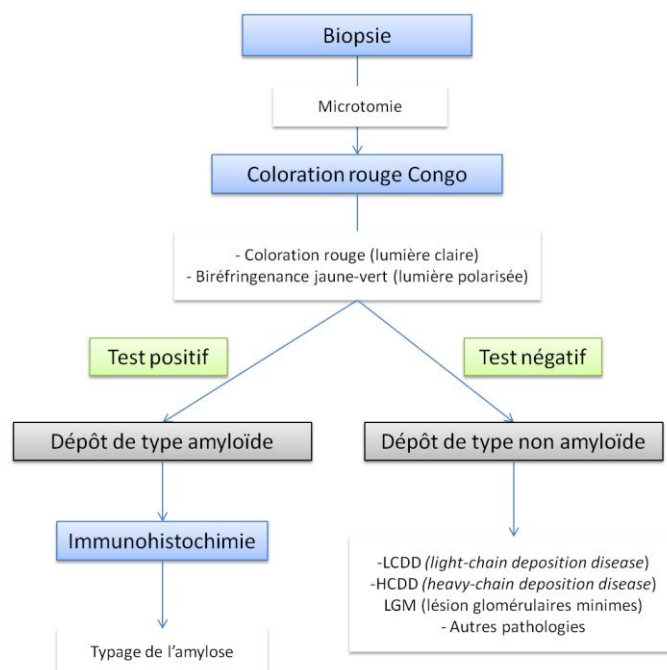 Biopsie
Microtomie
Coloration rouge Congo
- Coloration rouge (lumière claire)
- Biréfringenance jaune-vert (lumière polarisée)
Test positif
Test négatif
Dépôt de type amyloïde
Dépôt de type non amyloïde
Immunohistochimie
-LCDD (light-chain deposition disease)
-HCDD (heavy-chain deposition disease)
LGM (lésion glomérulaires minimes)
- Autres pathologies
Typage de l'amylose